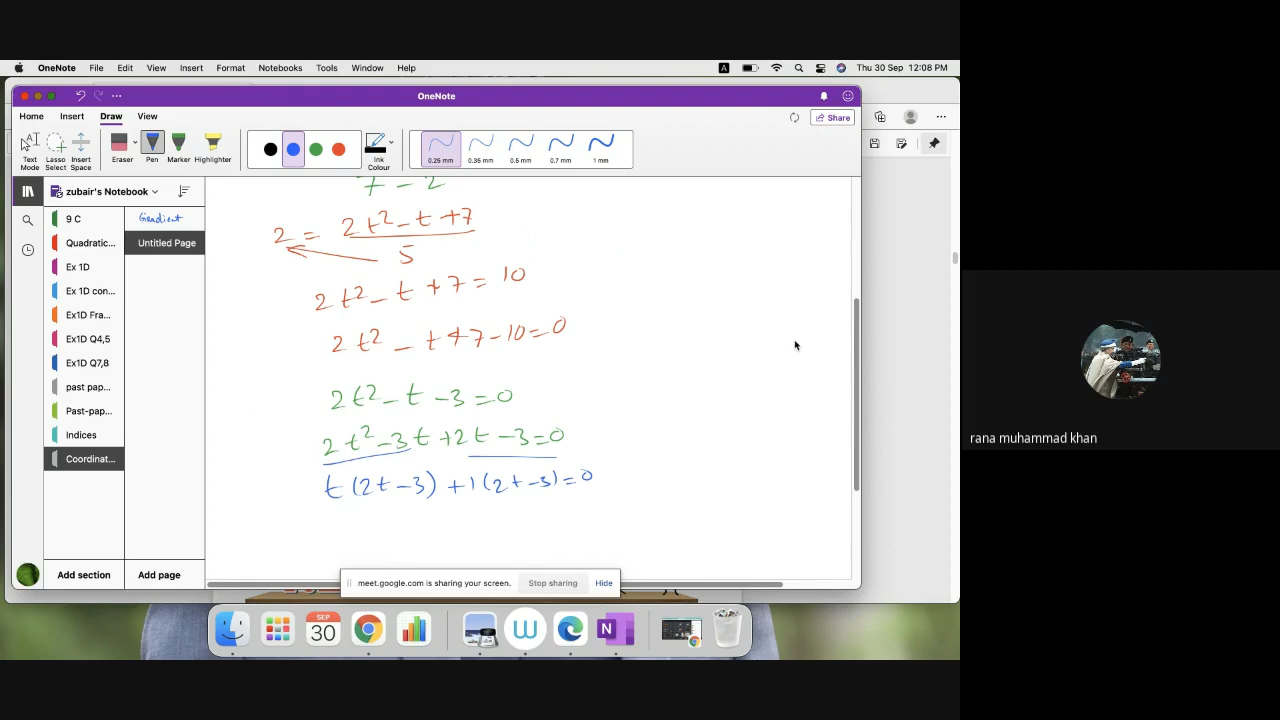 OneNote File Edit View Insert Format Notebooks Tools Window Help
A Thu 30 Sep 12:08 PM
OneNote
Home Insert Draw View
Share
Text Mode Lasso Select Insert Space Eraser Pen Marker Highlighter Ink Colour 0.25 mm 0.35 mm 0.5 mm 0.7 mm 1 mm
zubair's Notebook
Gradient
Untitled Page
9 C
Quadratic...
Ex 1D
Ex 1D con...
Ex1D Fra...
Ex1D Q4,5
Ex1D Q7,8
past pap...
Past-pap...
Indices
Coordinat...
Add section Add page
7 - 2
2 = 2t² - t + 7
5
2t² - t + 7 = 10
2t² - t + 7 - 10 = 0
2t² - t - 3 = 0
2t² - 3t + 2t - 3 = 0
t(2t - 3) + 1(2t - 3) = 0
meet.google.com is sharing your screen. Stop sharing Hide
SEP
30
W
N
rana muhammad khan